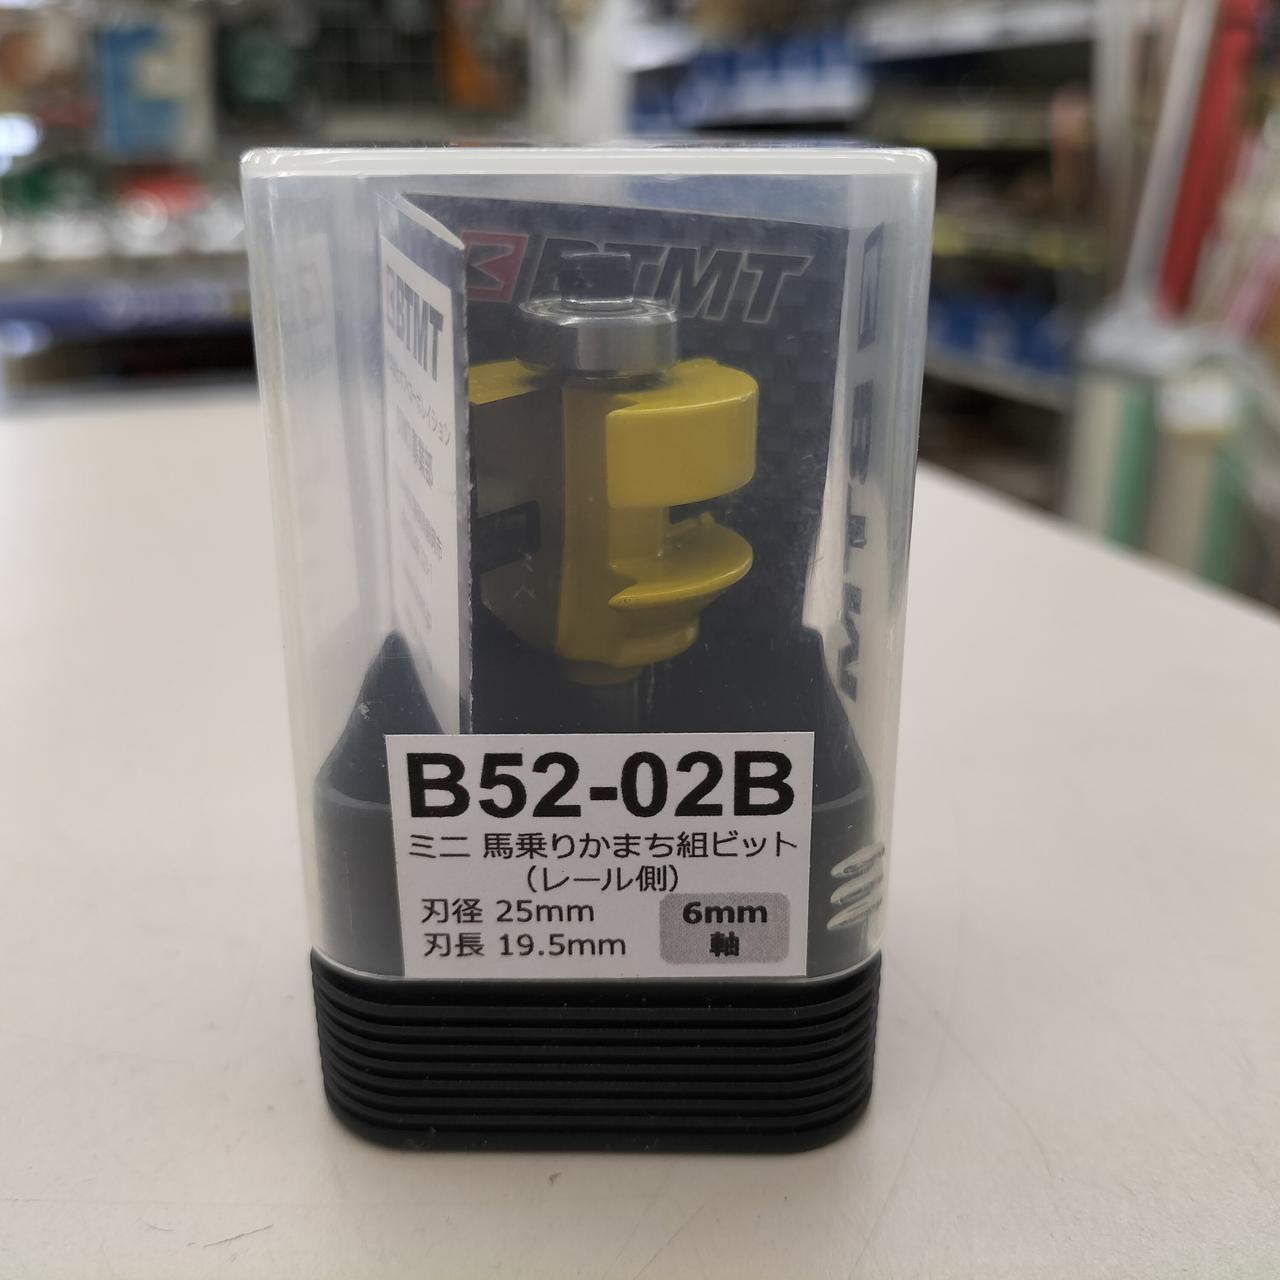 BTMT
BTMT
BTMT
B52-02B
ミニ 馬乗りかまち組ビット
（レール側）
刃径 25mm
刃長 19.5mm
6mm
軸